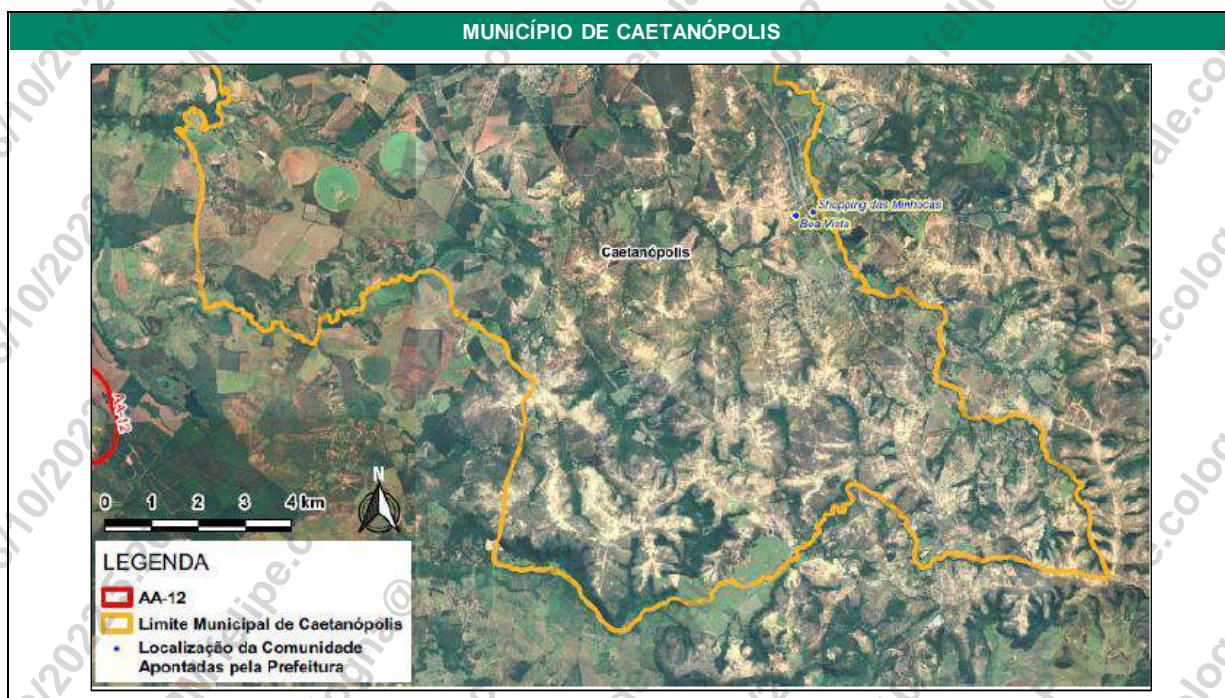 MUNICÍPIO DE CAETANÓPOLIS
Shopping das Minhocas
Boa Vista
Caetanópolis
AA-12
N
0 1 2 3 4 km
LEGENDA
AA-12
Limite Municipal de Caetanópolis
Localização da Comunidade
Apontadas pela Prefeitura